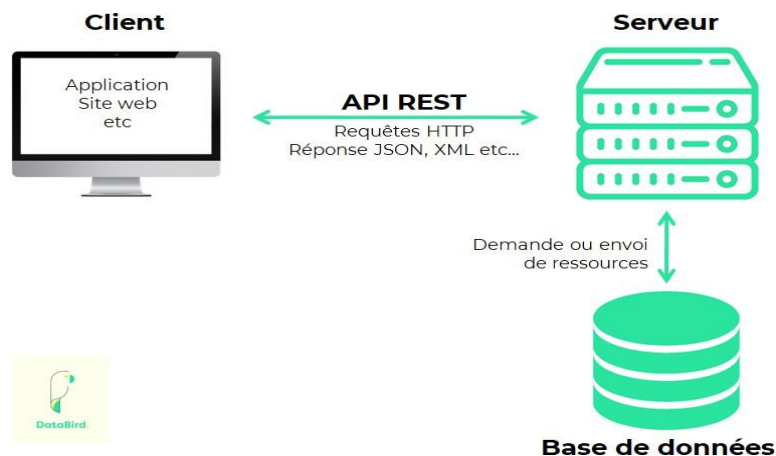 Client
Serveur
Application
Site web
etc
API REST
Requêtes HTTP
Réponse JSON, XML etc...
Demande ou envoi
de ressources
DataBird
Base de données